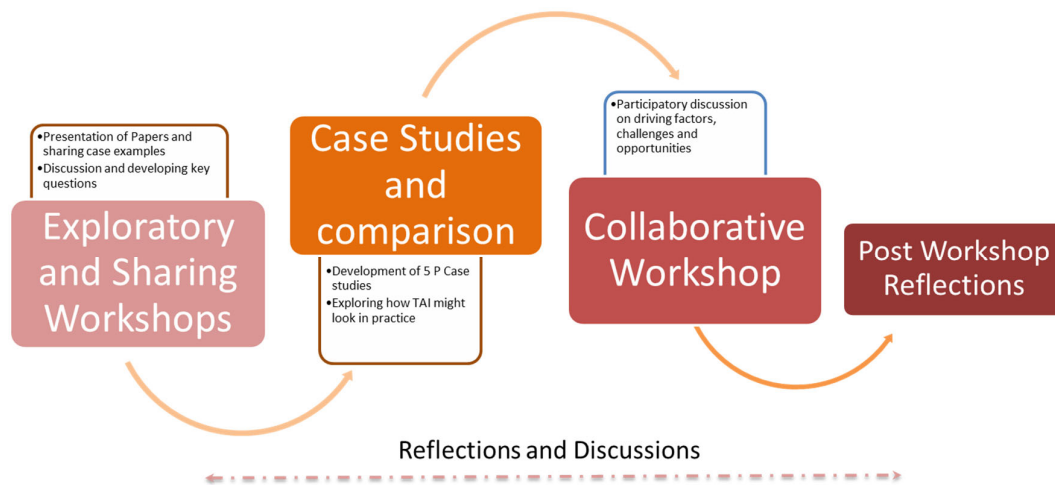 •Presentation of Papers and
sharing case examples
•Discussion and developing key
questions
Exploratory
and Sharing
Workshops
Case Studies
and
comparison
•Development of 5 P Case
studies
•Exploring how TAI might
look in practice
•Participatory discussion
on driving factors,
challenges and
opportunities
Collaborative
Workshop
Post Workshop
Reflections
Reflections and Discussions